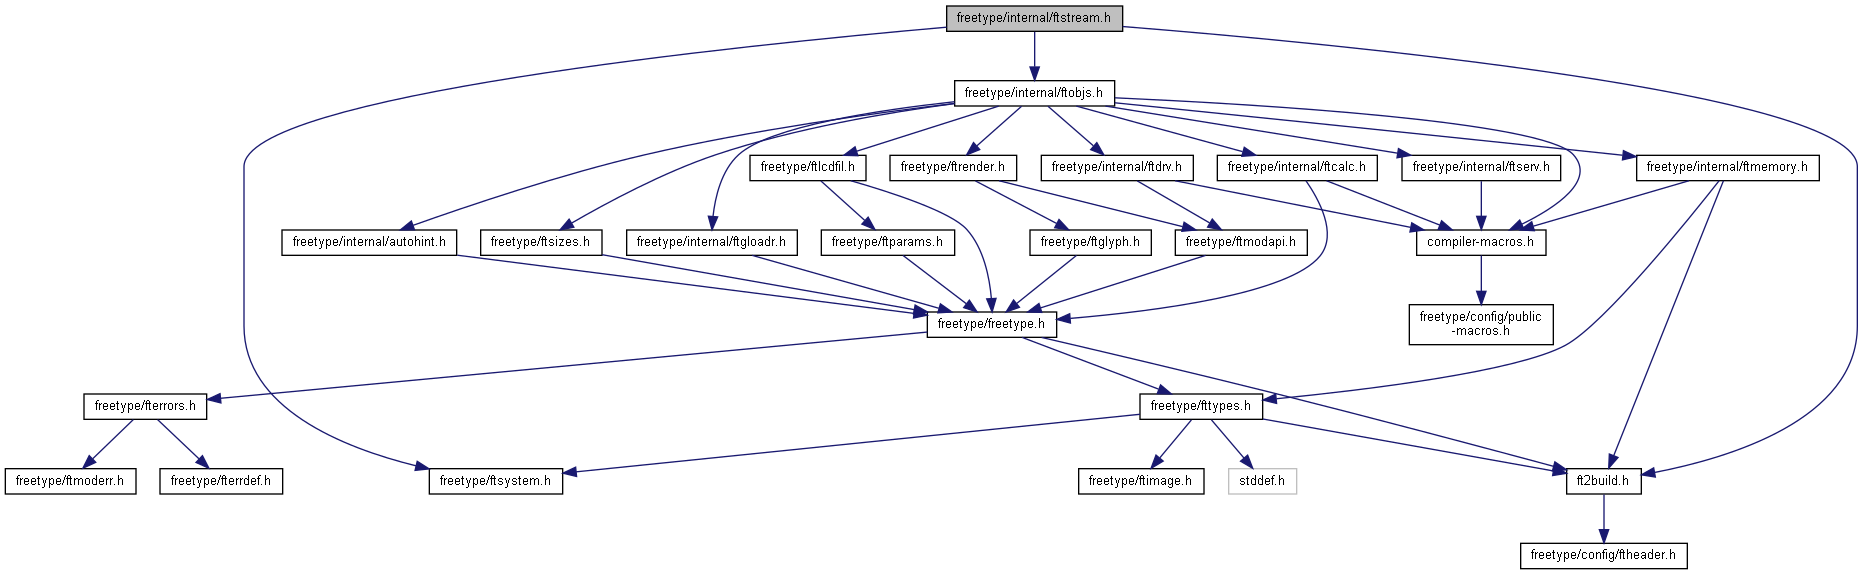 freetype/internal/ftstream.h
freetype/internal/ftobjs.h
freetype/ftlcdfil.h
freetype/ftrender.h
freetype/internal/ftdrv.h
freetype/internal/ftcalc.h
freetype/internal/ftserv.h
freetype/internal/ftmemory.h
freetype/internal/autohint.h
freetype/ftsizes.h
freetype/internal/ftgloadr.h
freetype/ftparams.h
freetype/ftglyph.h
freetype/ftmodapi.h
compiler-macros.h
freetype/freetype.h
freetype/config/public
-macros.h
freetype/fterrors.h
freetype/fttypes.h
freetype/ftmoderr.h
freetype/fterrdef.h
freetype/ftsystem.h
freetype/ftimage.h
stddef.h
ft2build.h
freetype/config/ftheader.h